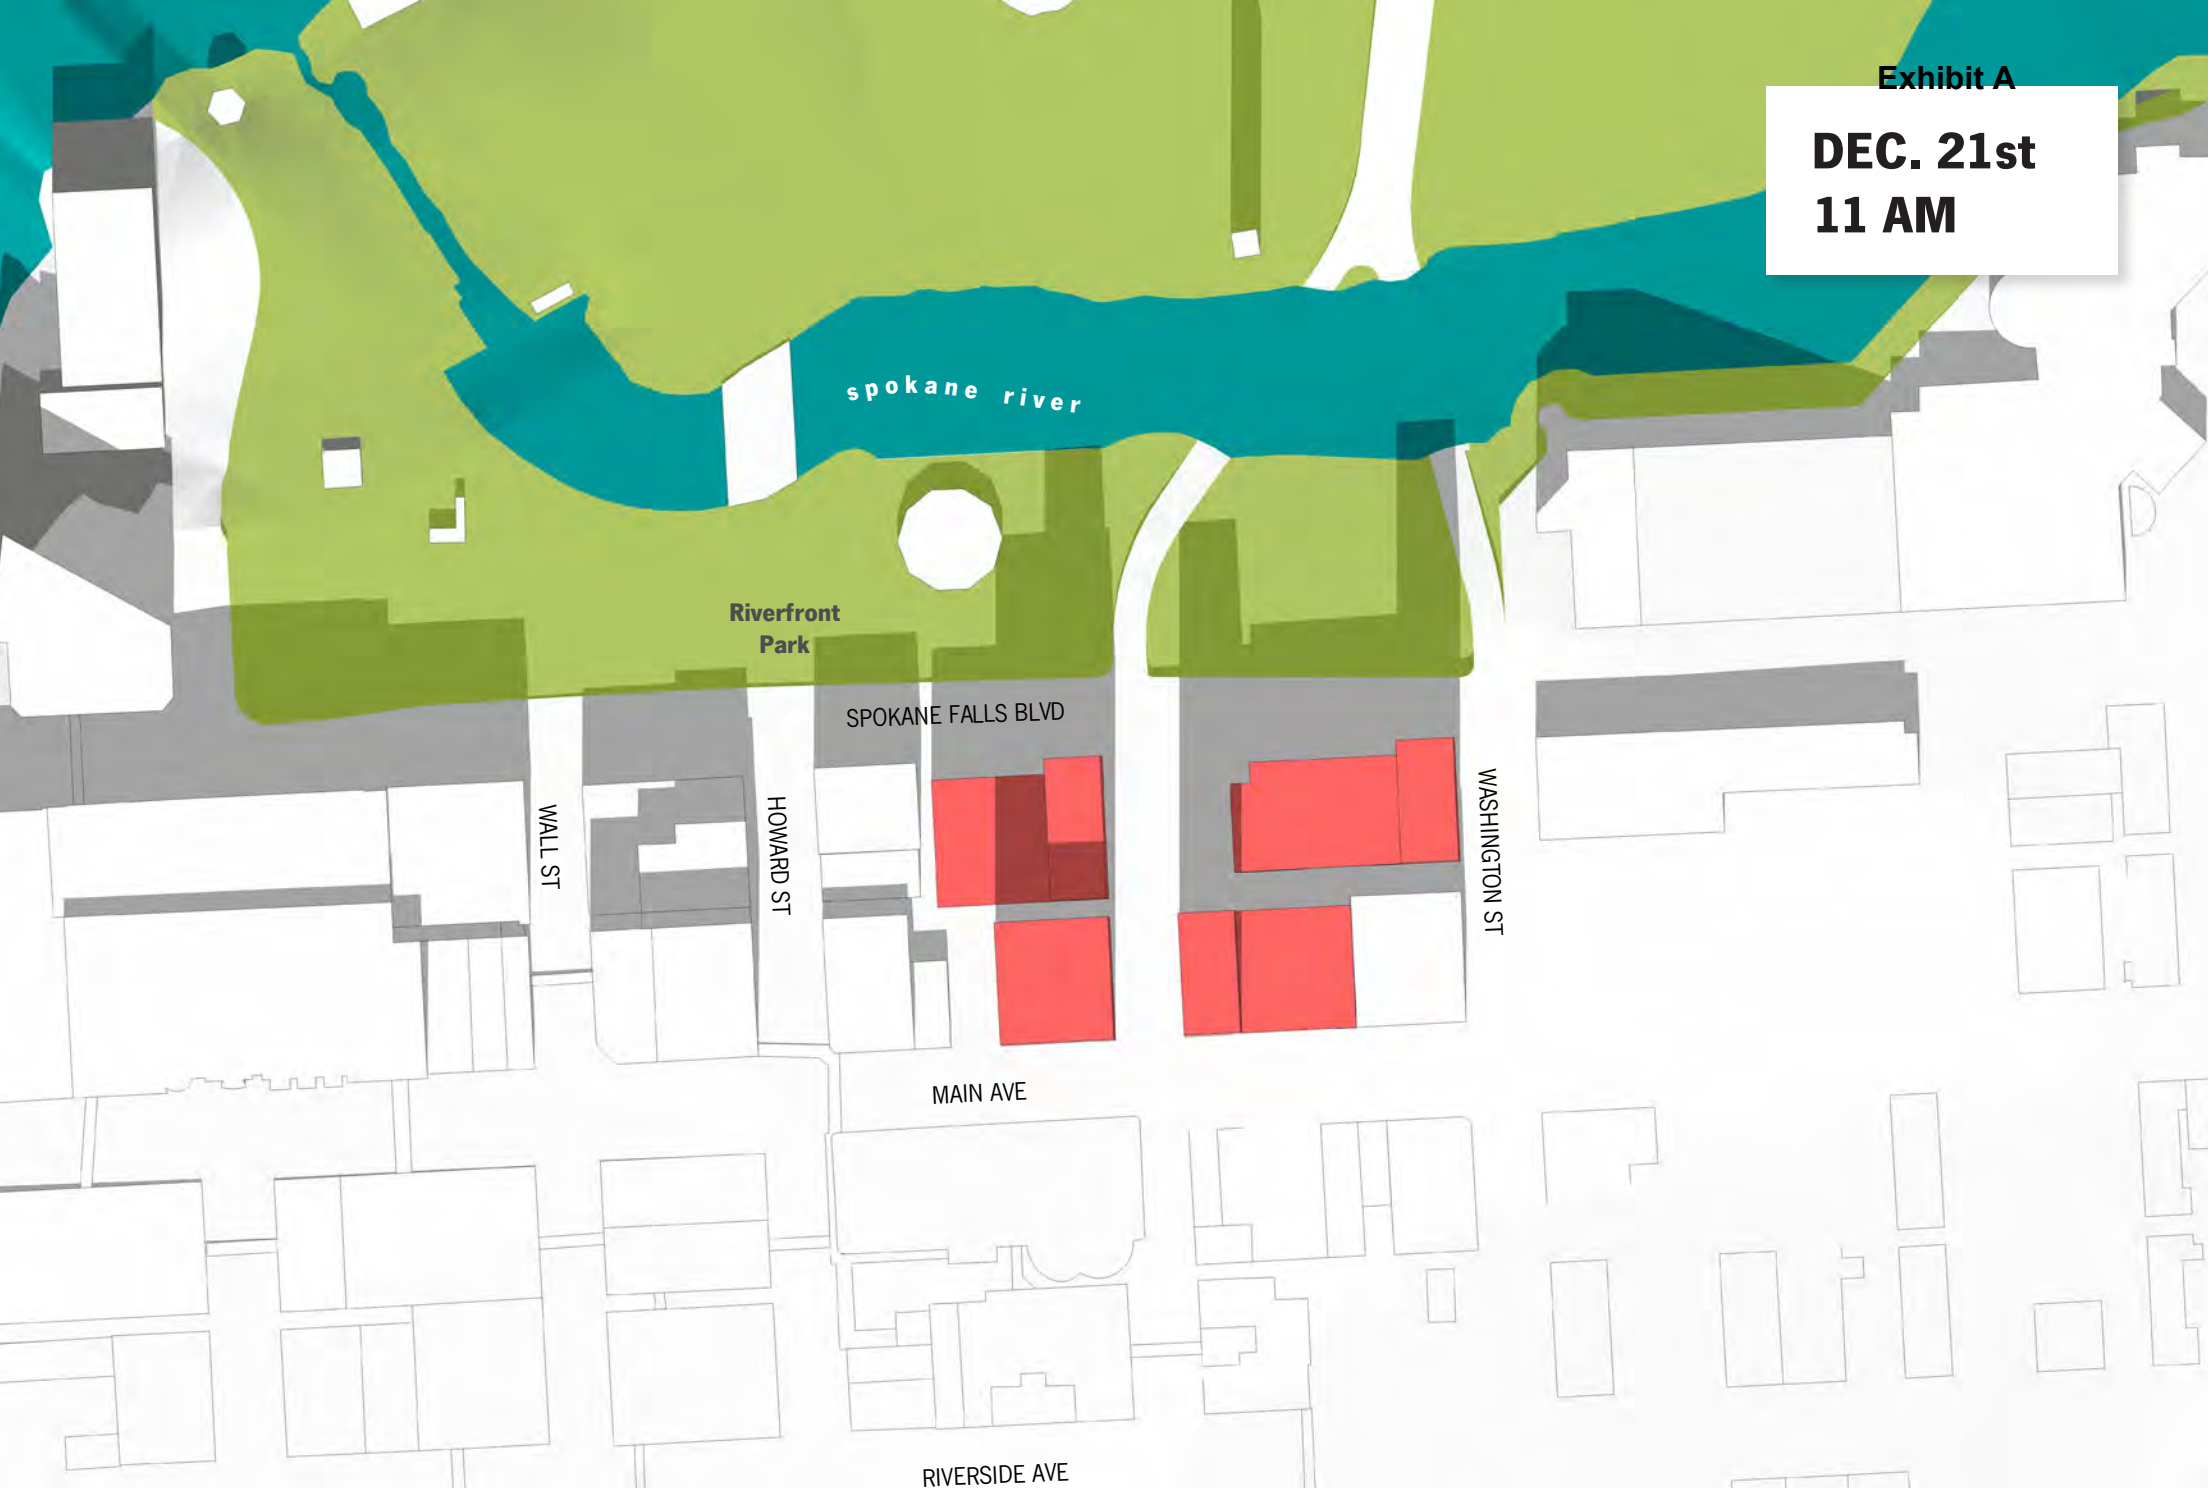 Exhibit A
DEC. 21st
11 AM
spokane river
Riverfront
Park
SPOKANE FALLS BLVD
WALL ST
HOWARD ST
WASHINGTON ST
MAIN AVE
RIVERSIDE AVE